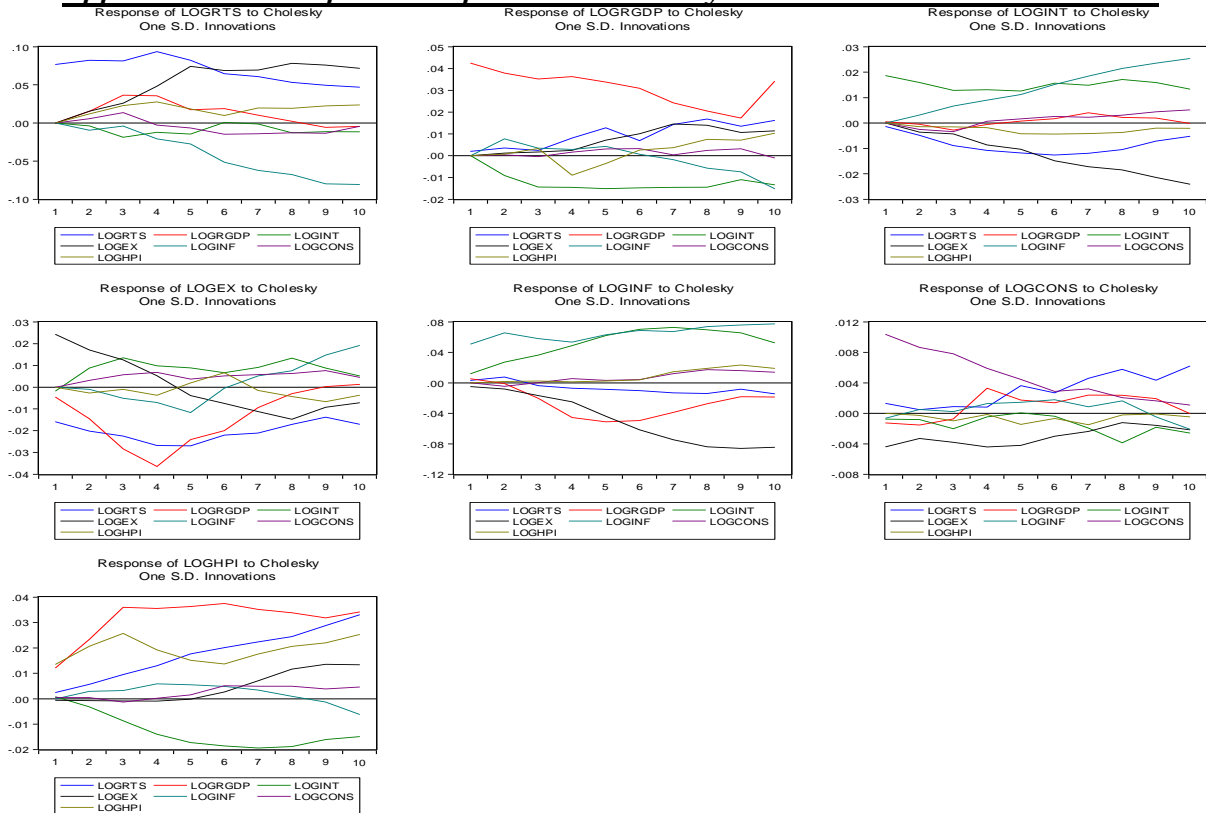 Response of LOGRTS to Cholesky
One S.D. Innovations
.10
.05
.00
-.05
-.10
1 2 3 4 5 6 7 8 9 10
LOGRTS LOGRGDP LOGINT
LOGEX LOGINF LOGCONS
LOGHPI
Response of LOGRGDP to Cholesky
One S.D. Innovations
.05
.04
.03
.02
.01
.00
-.01
-.02
1 2 3 4 5 6 7 8 9 10
LOGRTS LOGRGDP LOGINT
LOGEX LOGINF LOGCONS
LOGHPI
Response of LOGINT to Cholesky
One S.D. Innovations
.03
.02
.01
.00
-.01
-.02
-.03
1 2 3 4 5 6 7 8 9 10
LOGRTS LOGRGDP LOGINT
LOGEX LOGINF LOGCONS
LOGHPI
Response of LOGEX to Cholesky
One S.D. Innovations
.03
.02
.01
.00
-.01
-.02
-.03
-.04
1 2 3 4 5 6 7 8 9 10
LOGRTS LOGRGDP LOGINT
LOGEX LOGINF LOGCONS
LOGHPI
Response of LOGINF to Cholesky
One S.D. Innovations
.08
.04
.00
-.04
-.08
-.12
1 2 3 4 5 6 7 8 9 10
LOGRTS LOGRGDP LOGINT
LOGEX LOGINF LOGCONS
LOGHPI
Response of LOGCONS to Cholesky
One S.D. Innovations
.012
.008
.004
.000
-.004
-.008
1 2 3 4 5 6 7 8 9 10
LOGRTS LOGRGDP LOGINT
LOGEX LOGINF LOGCONS
LOGHPI
Response of LOGHPI to Cholesky
One S.D. Innovations
.04
.03
.02
.01
.00
-.01
-.02
1 2 3 4 5 6 7 8 9 10
LOGRTS LOGRGDP LOGINT
LOGEX LOGINF LOGCONS
LOGHPI